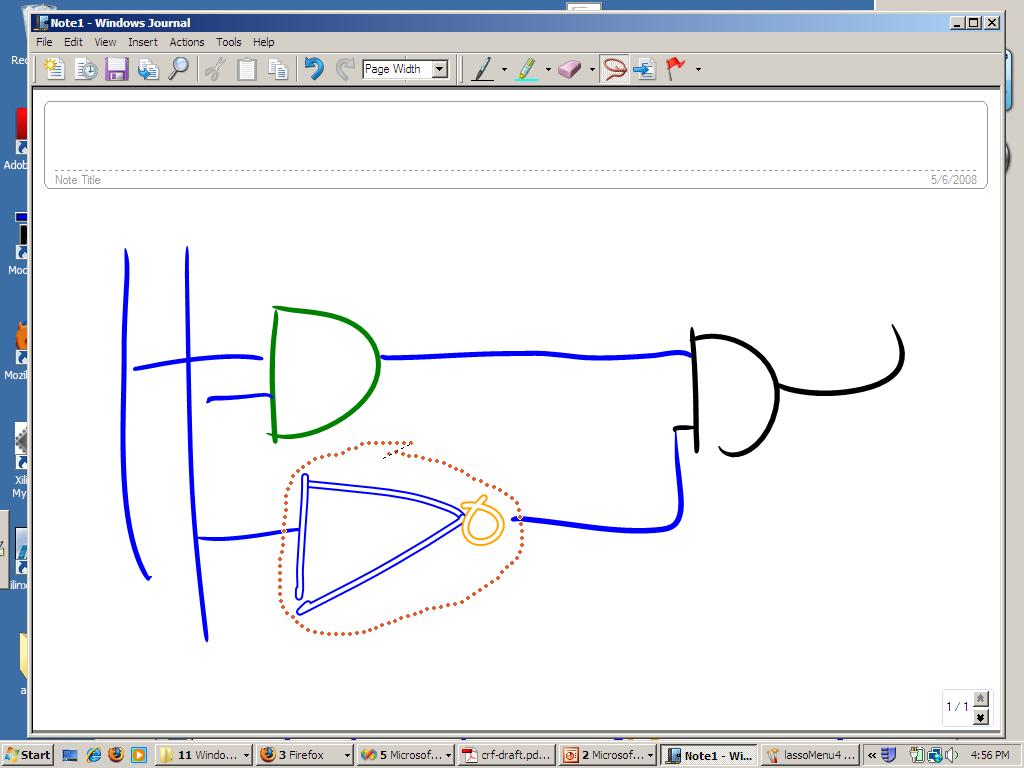 Note1 - Windows Journal
File Edit View Insert Actions Tools Help
Page Width
Note Title 5/6/2008
1 / 1
Start 11 Windo... 3 Firefox 5 Microsof... crf-draft.pd... 2 Microsof... Note1 - Wi... lassoMenu4 ... « 4:56 PM